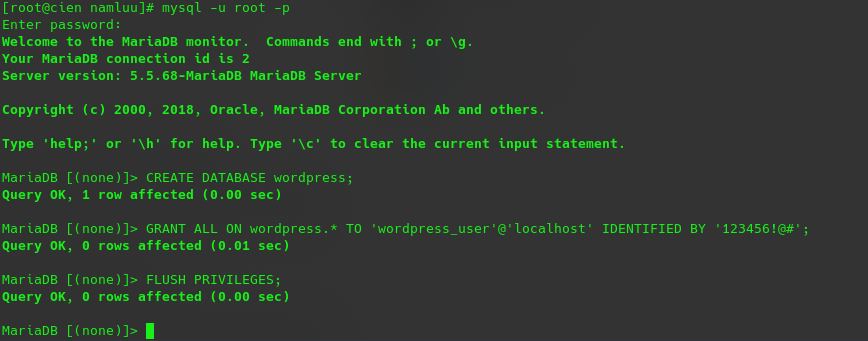 [root@cien namluu]# mysql -u root -p
Enter password:
Welcome to the MariaDB monitor.  Commands end with ; or \g.
Your MariaDB connection id is 2
Server version: 5.5.68-MariaDB MariaDB Server
Copyright (c) 2000, 2018, Oracle, MariaDB Corporation Ab and others.
Type 'help;' or '\h' for help. Type '\c' to clear the current input statement.
MariaDB [(none)]> CREATE DATABASE wordpress;
Query OK, 1 row affected (0.00 sec)
MariaDB [(none)]> GRANT ALL ON wordpress.* TO 'wordpress_user'@'localhost' IDENTIFIED BY '123456!@#';
Query OK, 0 rows affected (0.01 sec)
MariaDB [(none)]> FLUSH PRIVILEGES;
Query OK, 0 rows affected (0.00 sec)
MariaDB [(none)]>